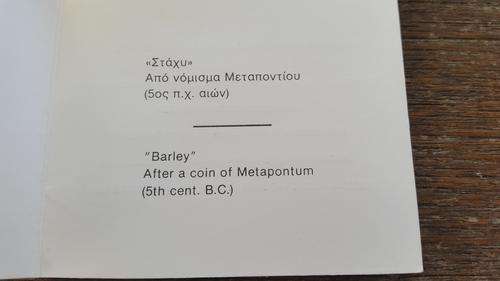 «Στάχυ»
Από νόμισμα Μεταποντίου
(5ος π.χ. αιών)
"Barley"
After a coin of Metapontum
(5th cent. B.C.)